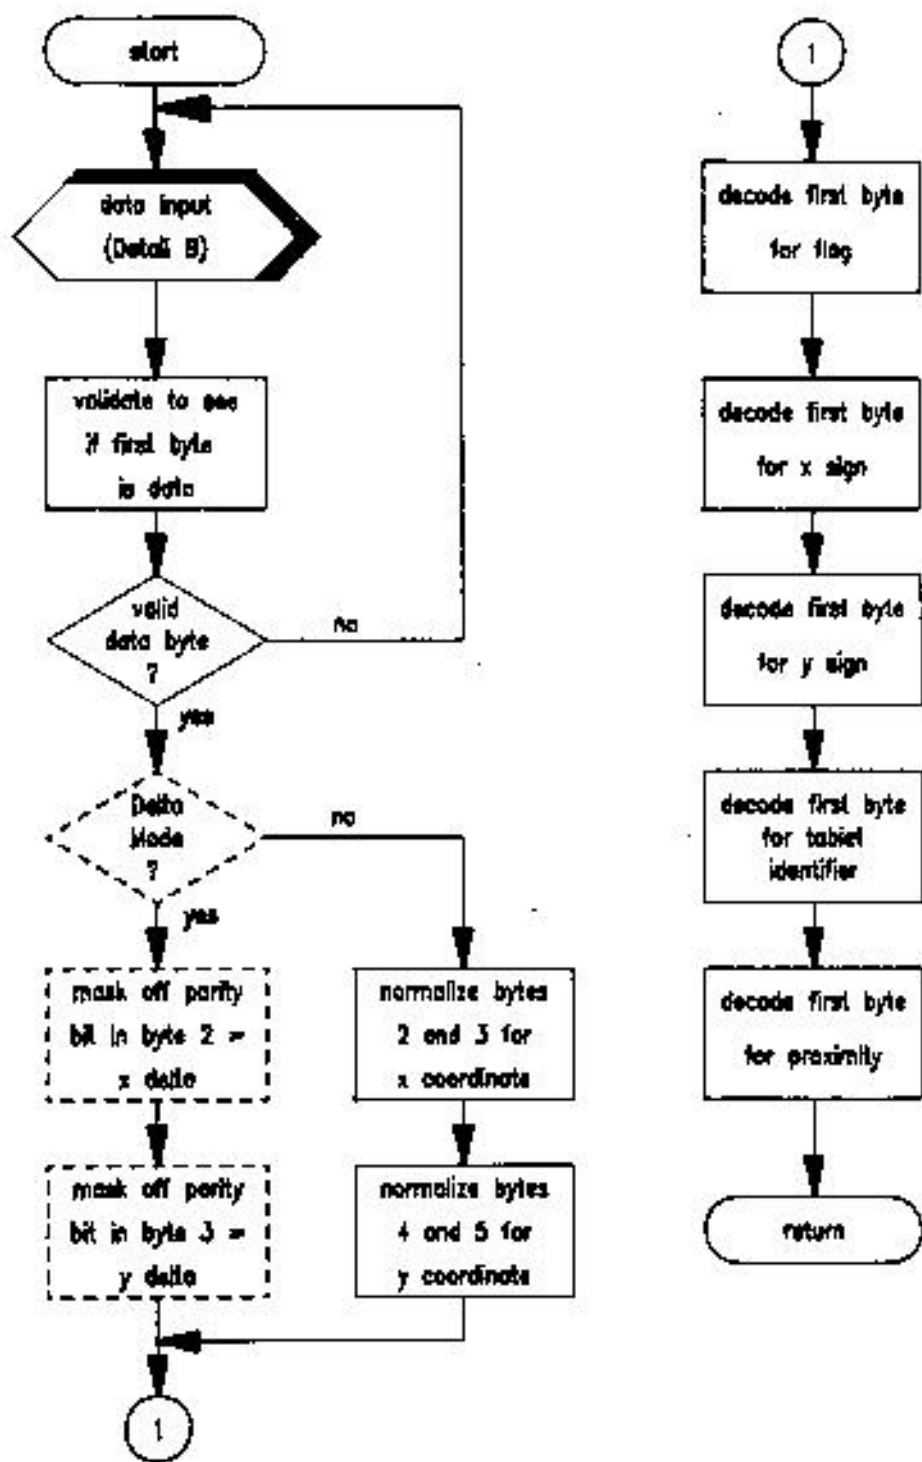 start
data input
(Detail B)
validate to see
if first byte
is data
valid
data byte
?
no
yes
Delta
Mode
?
no
yes
mask off parity
bit in byte 2 =
x delta
normalize bytes
2 and 3 for
x coordinate
mask off parity
bit in byte 3 =
y delta
normalize bytes
4 and 5 for
y coordinate
1
1
decode first byte
for flag
decode first byte
for x sign
decode first byte
for y sign
decode first byte
for tablet
identifier
decode first byte
for proximity
return